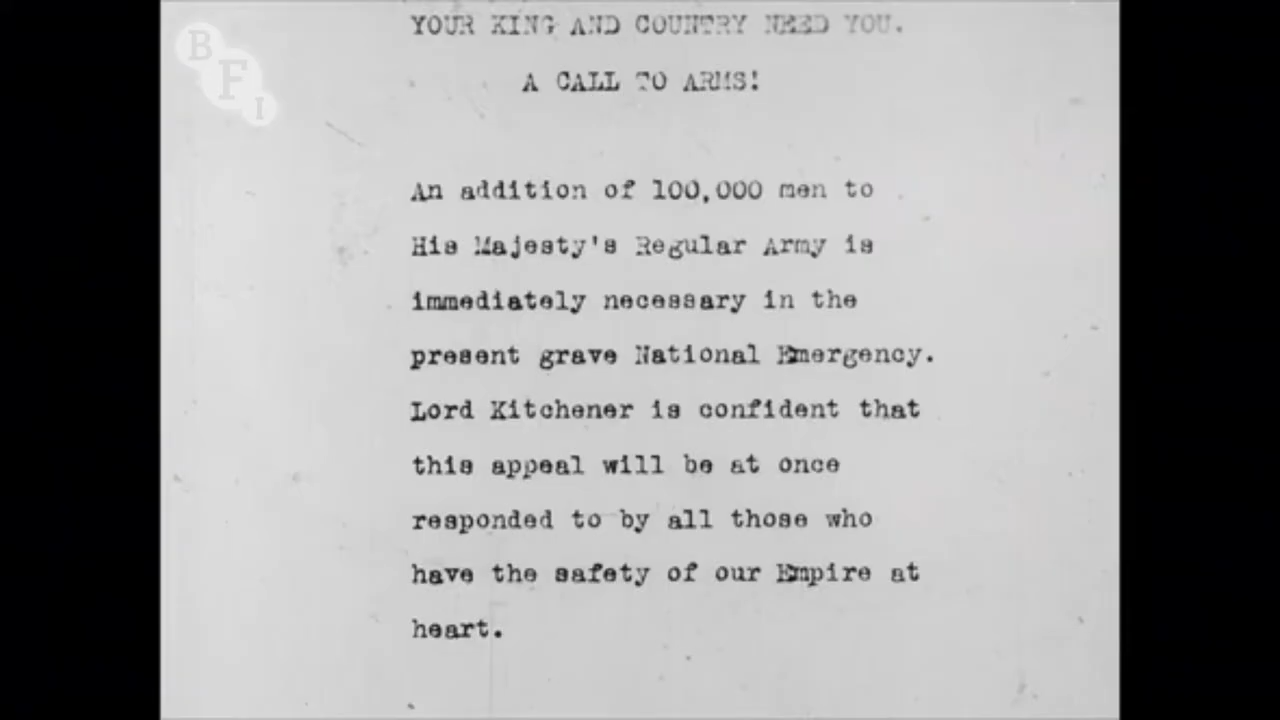 BFI
YOUR KING AND COUNTRY NEED YOU.
A CALL TO ARMS!
An addition of 100,000 men to
His Majesty's Regular Army is
immediately necessary in the
present grave National Emergency.
Lord Kitchener is confident that
this appeal will be at once
responded to by all those who
have the safety of our Empire at
heart.